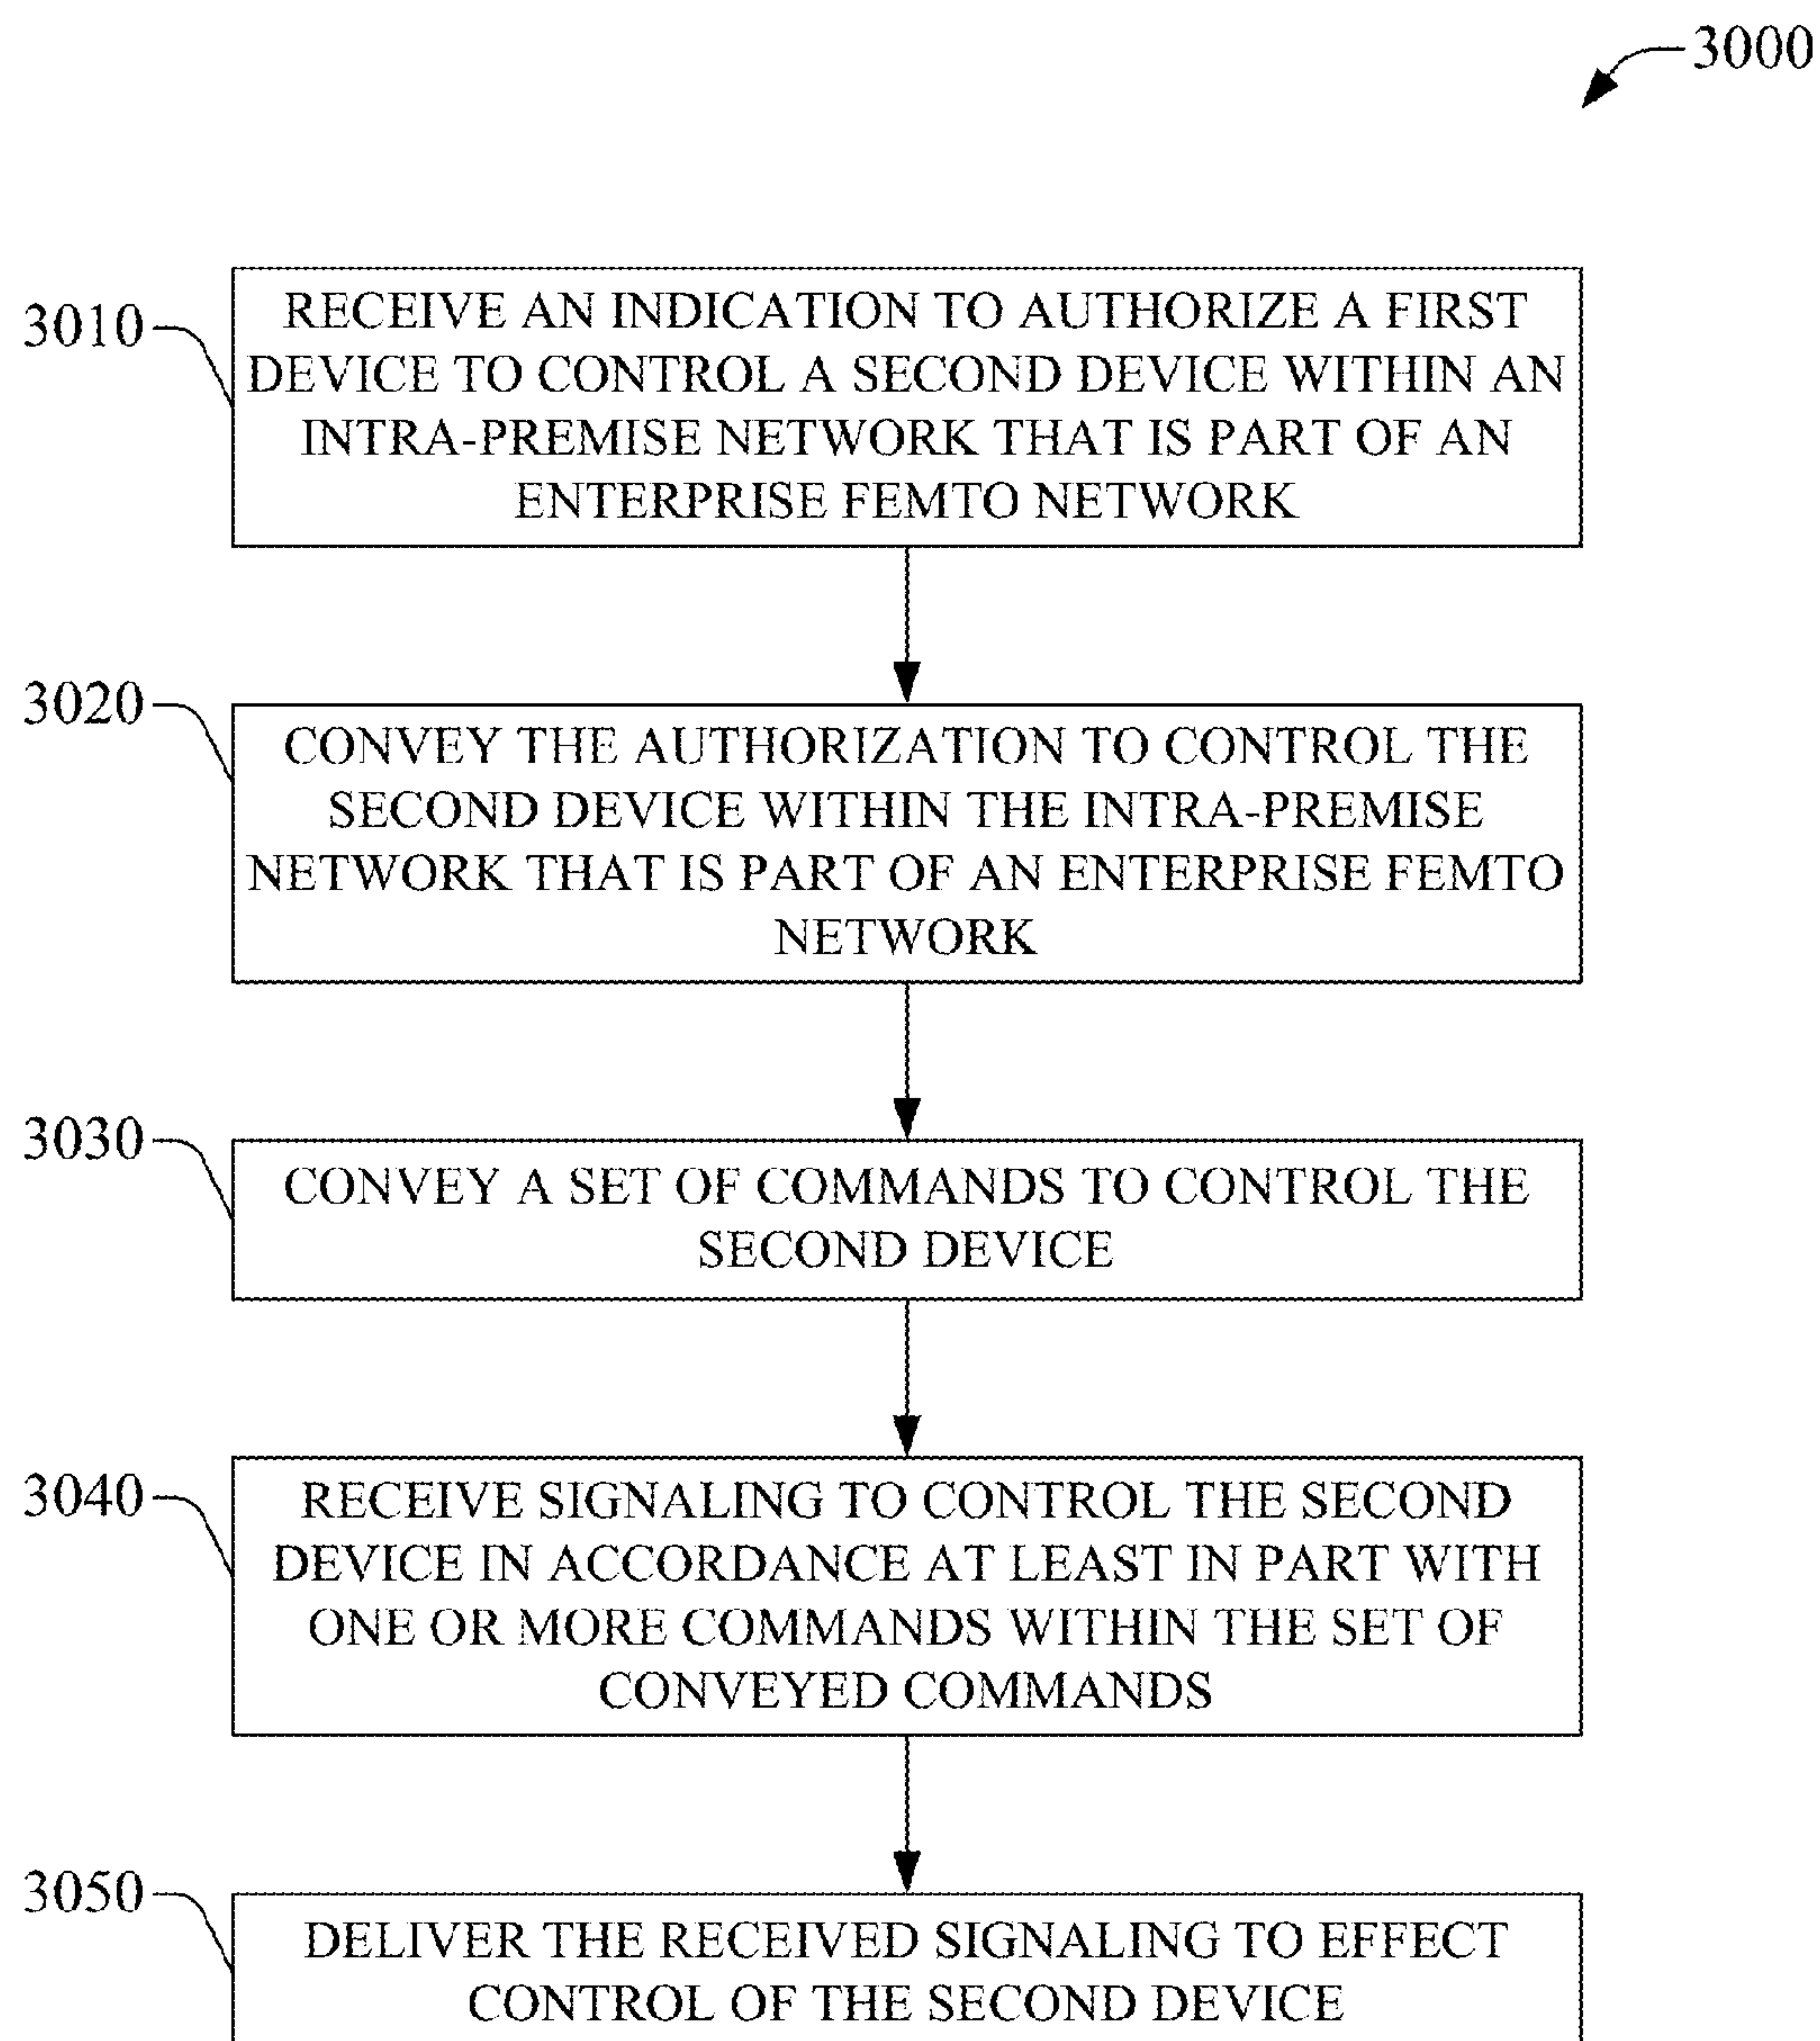 3000
3010
RECEIVE AN INDICATION TO AUTHORIZE A FIRST
DEVICE TO CONTROL A SECOND DEVICE WITHIN AN
INTRA-PREMISE NETWORK THAT IS PART OF AN
ENTERPRISE FEMTO NETWORK
3020
CONVEY THE AUTHORIZATION TO CONTROL THE
SECOND DEVICE WITHIN THE INTRA-PREMISE
NETWORK THAT IS PART OF AN ENTERPRISE FEMTO
NETWORK
3030
CONVEY A SET OF COMMANDS TO CONTROL THE
SECOND DEVICE
3040
RECEIVE SIGNALING TO CONTROL THE SECOND
DEVICE IN ACCORDANCE AT LEAST IN PART WITH
ONE OR MORE COMMANDS WITHIN THE SET OF
CONVEYED COMMANDS
3050
DELIVER THE RECEIVED SIGNALING TO EFFECT
CONTROL OF THE SECOND DEVICE